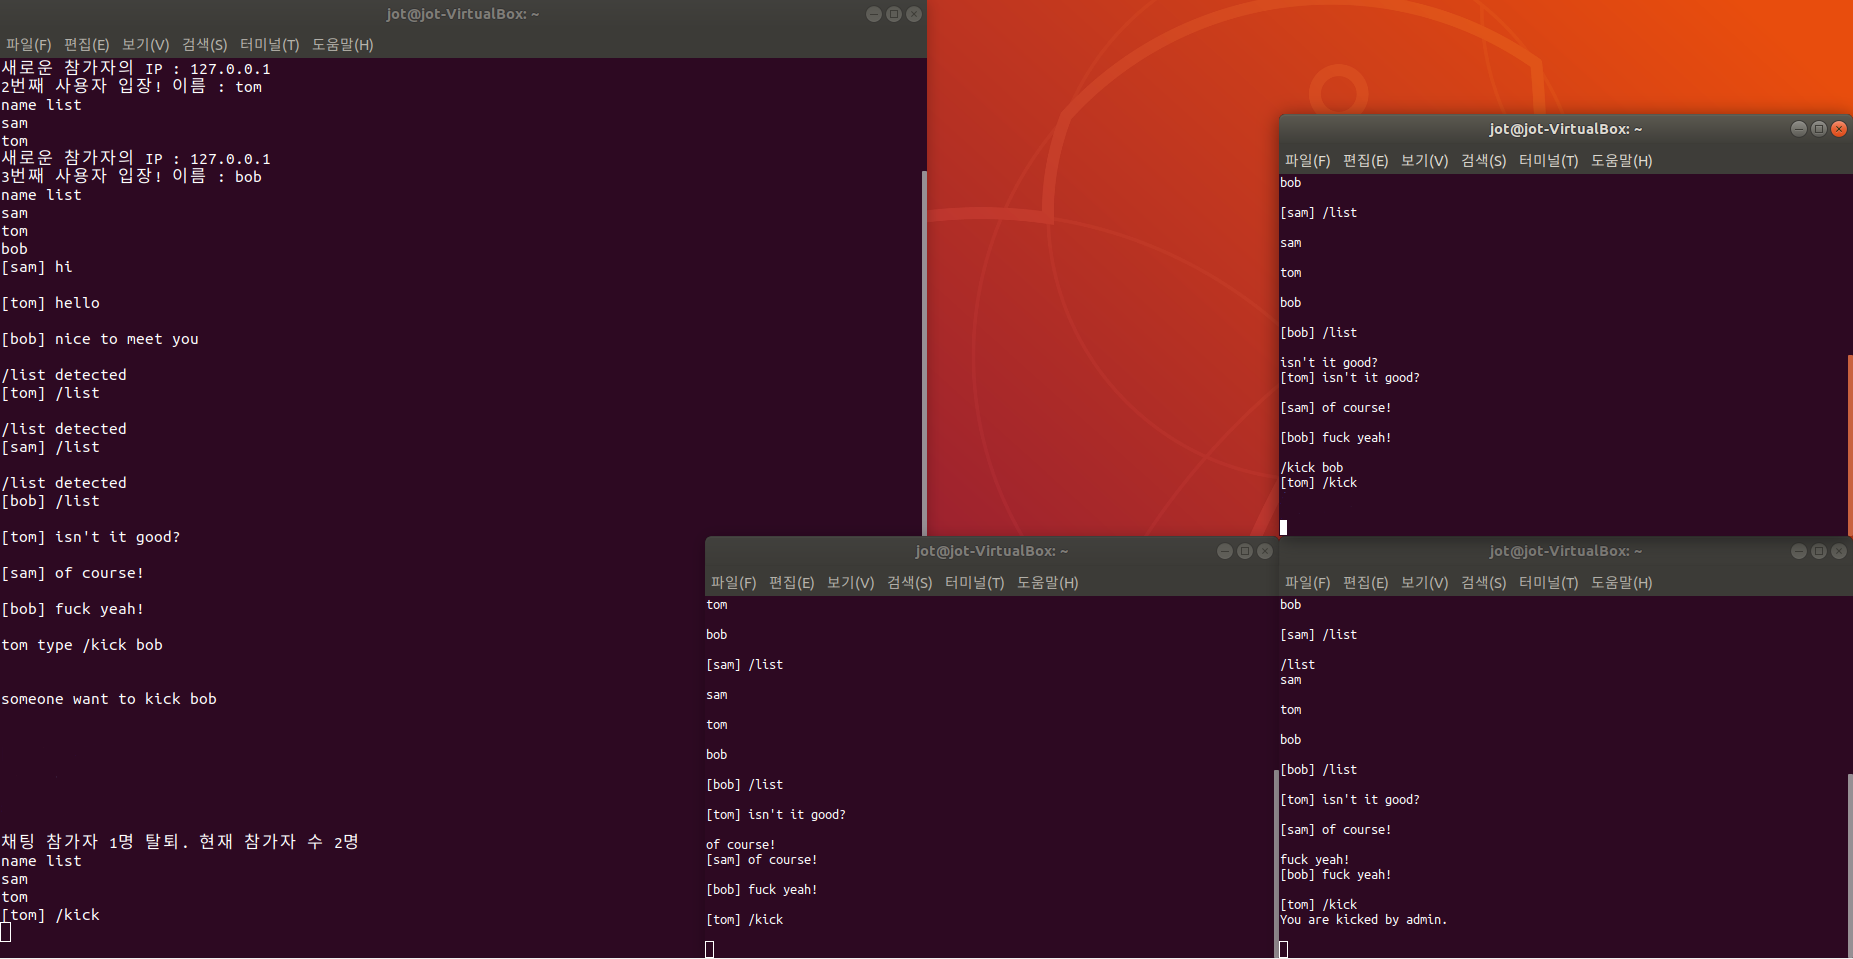 jot@jot-VirtualBox: ~
파일(F) 편집(E) 보기(V) 검색(S) 터미널(T) 도움말(H)
새로운 참가자의 IP : 127.0.0.1
2번째 사용자 입장! 이름 : tom
name list
sam
tom
새로운 참가자의 IP : 127.0.0.1
3번째 사용자 입장! 이름 : bob
name list
sam
tom
bob
[sam] hi
[tom] hello
[bob] nice to meet you
/list detected
[tom] /list
/list detected
[sam] /list
/list detected
[bob] /list
[tom] isn't it good?
[sam] of course!
[bob] fuck yeah!
tom type /kick bob
someone want to kick bob
채팅 참가자 1명 탈퇴. 현재 참가자 수 2명
name list
sam
tom
[tom] /kick
jot@jot-VirtualBox: ~
파일(F) 편집(E) 보기(V) 검색(S) 터미널(T) 도움말(H)
bob
[sam] /list
sam
tom
bob
[bob] /list
isn't it good?
[tom] isn't it good?
[sam] of course!
[bob] fuck yeah!
/kick bob
[tom] /kick
jot@jot-VirtualBox: ~
파일(F) 편집(E) 보기(V) 검색(S) 터미널(T) 도움말(H)
tom
bob
[sam] /list
sam
tom
bob
[bob] /list
[tom] isn't it good?
of course!
[sam] of course!
[bob] fuck yeah!
[tom] /kick
jot@jot-VirtualBox: ~
파일(F) 편집(E) 보기(V) 검색(S) 터미널(T) 도움말(H)
bob
[sam] /list
/list
sam
tom
bob
[bob] /list
[tom] isn't it good?
[sam] of course!
fuck yeah!
[bob] fuck yeah!
[tom] /kick
You are kicked by admin.